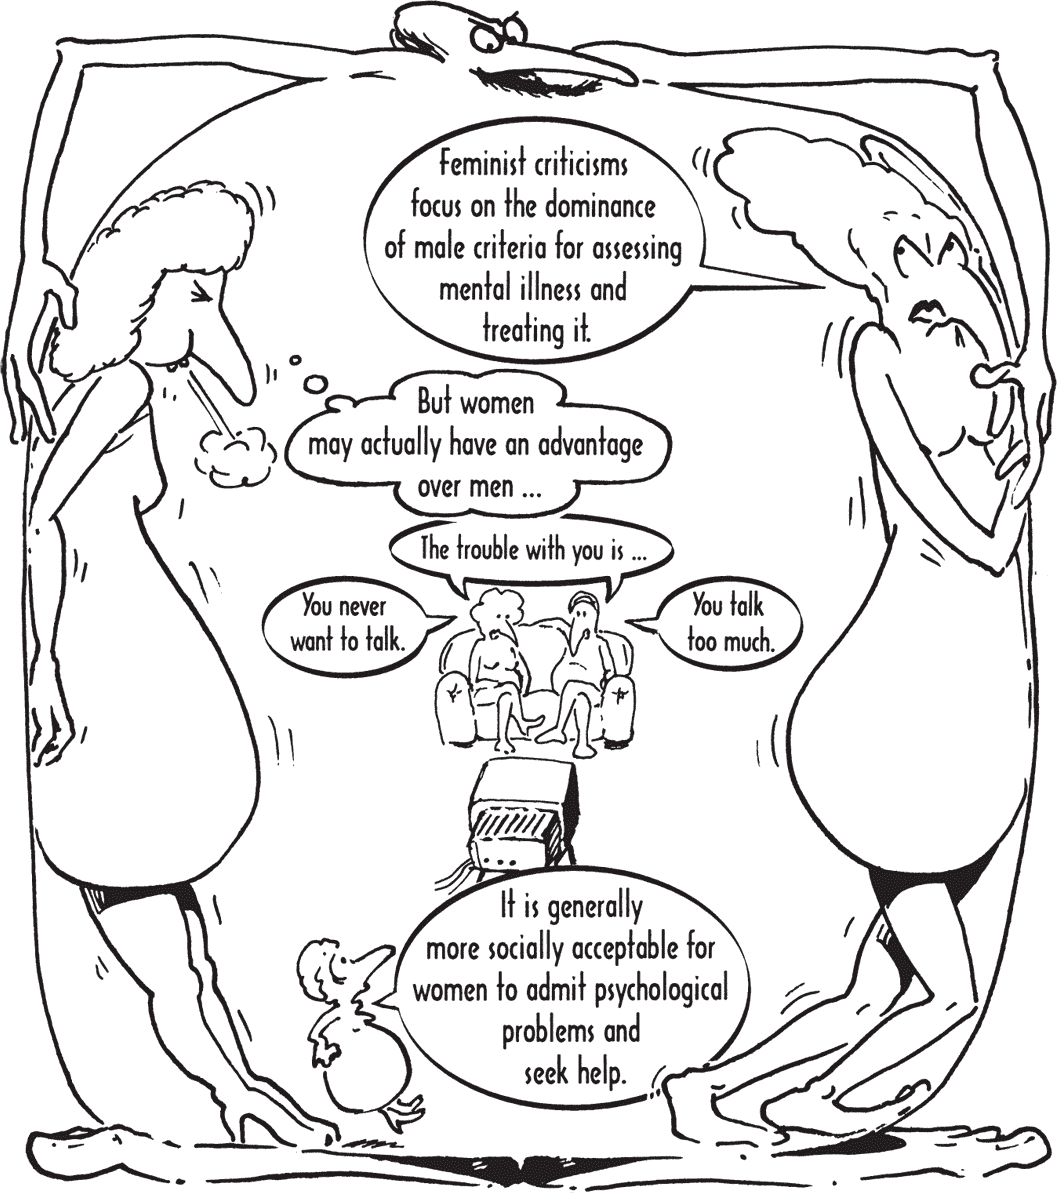 Feminist criticisms
focus on the dominance
of male criteria for assessing
mental illness and
treating it.
But women
may actually have an advantage
over men ...
The trouble with you is ...
You never
want to talk.
You talk
too much.
It is generally
more socially acceptable for
women to admit psychological
problems and
seek help.